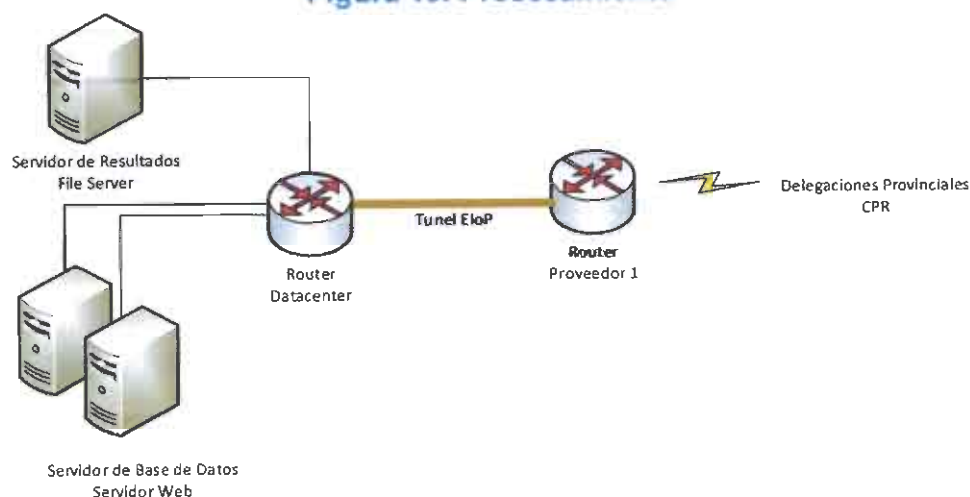 Servidor de Resultados
File Server
Tunel EIoP
Router
Datacenter
Router
Proveedor 1
Delegaciones Provinciales
CPR
Servidor de Base de Datos
Servidor Web